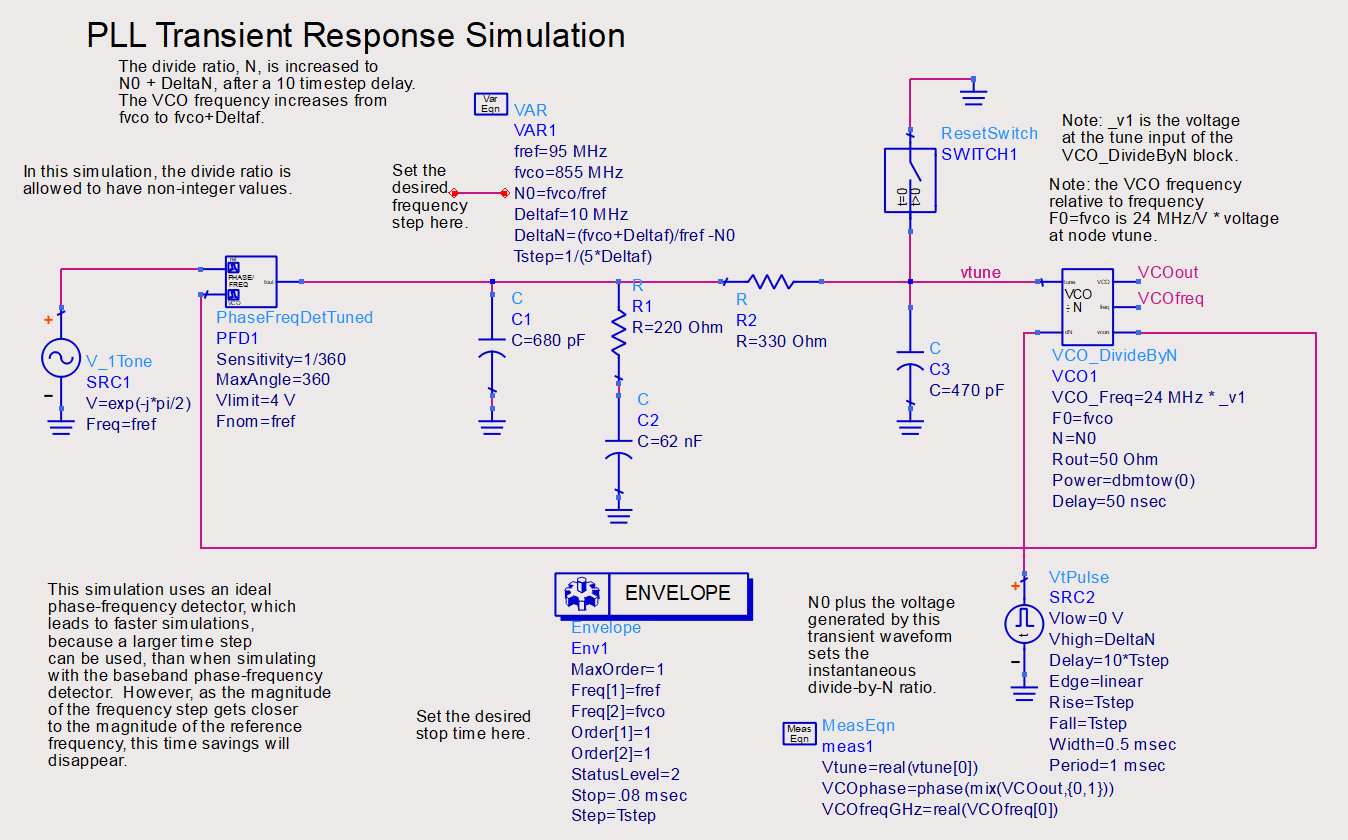 PLL Transient Response Simulation
The divide ratio, N, is increased to
N0 + DeltaN, after a 10 timestep delay.
The VCO frequency increases from
fvco to fvco+Deltaf.
In this simulation, the divide ratio is
allowed to have non-integer values.
Set the
desired
frequency
step here.
Var
Eqn
VAR
VAR1
fref=95 MHz
fvco=855 MHz
N0=fvco/fref
Deltaf=10 MHz
DeltaN=(fvco+Deltaf)/fref -N0
Tstep=1/(5*Deltaf)
ResetSwitch
SWITCH1
t=0
t>0
Note: _v1 is the voltage
at the tune input of the
VCO_DivideByN block.
Note: the VCO frequency
relative to frequency
F0=fvco is 24 MHz/V * voltage
at node vtune.
V_1Tone
SRC1
V=exp(-j*pi/2)
Freq=fref
ref
PHASE/
FREQ
VCO
Iout
PhaseFreqDetTuned
PFD1
Sensitivity=1/360
MaxAngle=360
Vlimit=4 V
Fnom=fref
C
C1
C=680 pF
R
R1
R=220 Ohm
C
C2
C=62 nF
R
R2
R=330 Ohm
vtune
C
C3
C=470 pF
tune
VCO
VCO
÷ N
freq
dN
vcon
VCOout
VCOfreq
VCO_DivideByN
VCO1
VCO_Freq=24 MHz * _v1
F0=fvco
N=N0
Rout=50 Ohm
Power=dbmtow(0)
Delay=50 nsec
This simulation uses an ideal
phase-frequency detector, which
leads to faster simulations,
because a larger time step
can be used, than when simulating
with the baseband phase-frequency
detector.  However, as the magnitude
of the frequency step gets closer
to the magnitude of the reference
frequency, this time savings will
disappear.
Set the desired
stop time here.
ENVELOPE
Envelope
Env1
MaxOrder=1
Freq[1]=fref
Freq[2]=fvco
Order[1]=1
Order[2]=1
StatusLevel=2
Stop=.08 msec
Step=Tstep
N0 plus the voltage
generated by this
transient waveform
sets the
instantaneous
divide-by-N ratio.
t
VtPulse
SRC2
Vlow=0 V
Vhigh=DeltaN
Delay=10*Tstep
Edge=linear
Rise=Tstep
Fall=Tstep
Width=0.5 msec
Period=1 msec
Meas
Eqn
MeasEqn
meas1
Vtune=real(vtune[0])
VCOphase=phase(mix(VCOout,{0,1}))
VCOfreqGHz=real(VCOfreq[0])